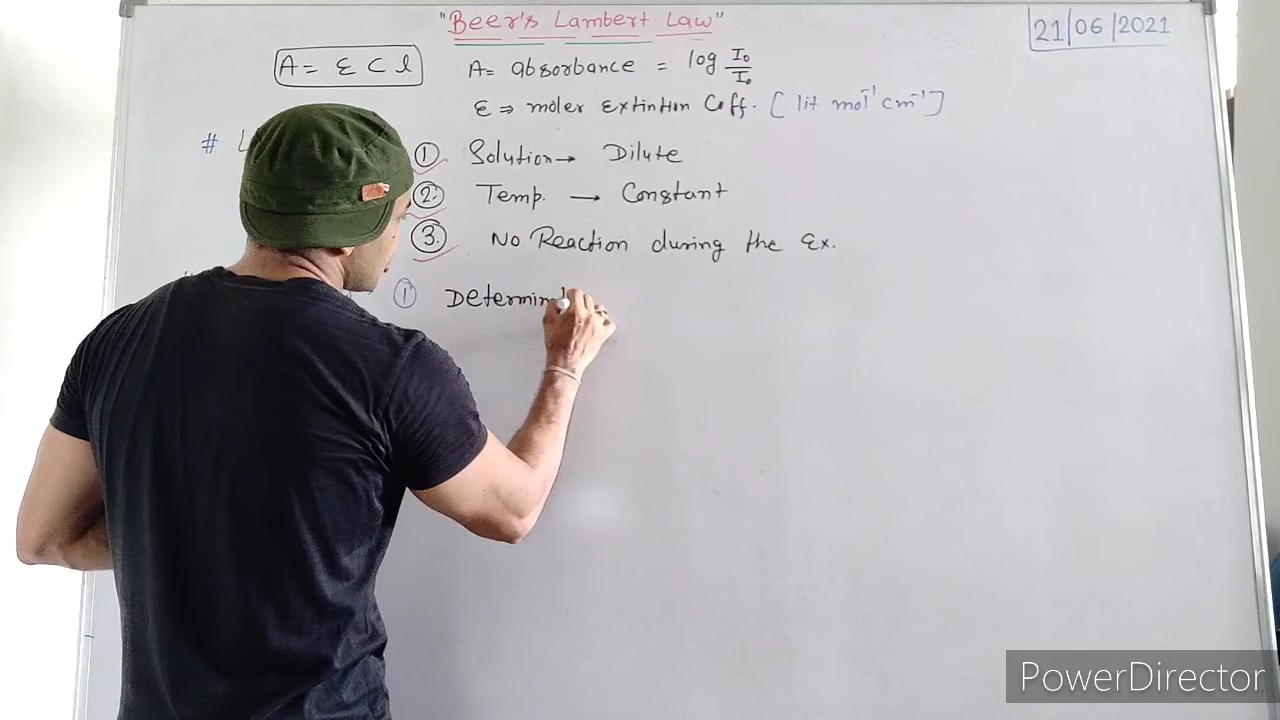 "Beer's Lambert Law"
21/06/2021
A = ε C l
A = absorbance = log I₀/I₀
ε ⇒ moler Extintion Coff. [lit mol⁻¹ cm⁻¹]
# L
① Solution → Dilute
②. Temp. → Constant
③. No Reaction during the Ex.
① Determin
PowerDirector